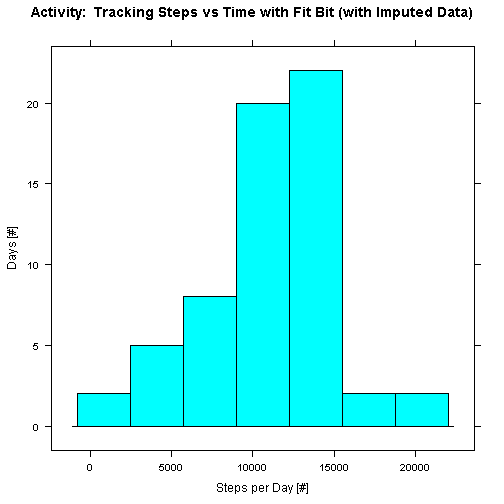 Activity:  Tracking Steps vs Time with Fit Bit (with Imputed Data)
20
15
10
5
0
Days [#]
0 5000 10000 15000 20000
Steps per Day [#]